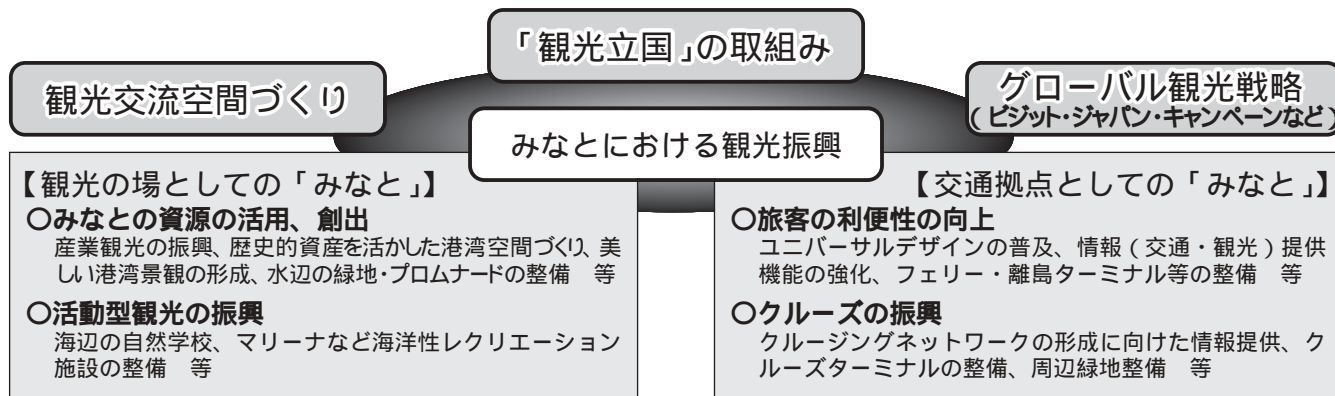 「観光立国」の取組み
観光交流空間づくり
グローバル観光戦略
(ビジット・ジャパン・キャンペーンなど)
みなとにおける観光振興
【観光の場としての「みなと」】
○みなとの資源の活用、創出
産業観光の振興、歴史的資産を活かした港湾空間づくり、美
しい港湾景観の形成、水辺の緑地・プロムナードの整備 等
○活動型観光の振興
海辺の自然学校、マリーナなど海洋性レクリエーション
施設の整備 等
【交通拠点としての「みなと」】
○旅客の利便性の向上
ユニバーサルデザインの普及、情報(交通・観光)提供
機能の強化、フェリー・離島ターミナル等の整備 等
○クルーズの振興
クルージングネットワークの形成に向けた情報提供、ク
ルーズターミナルの整備、周辺緑地整備 等